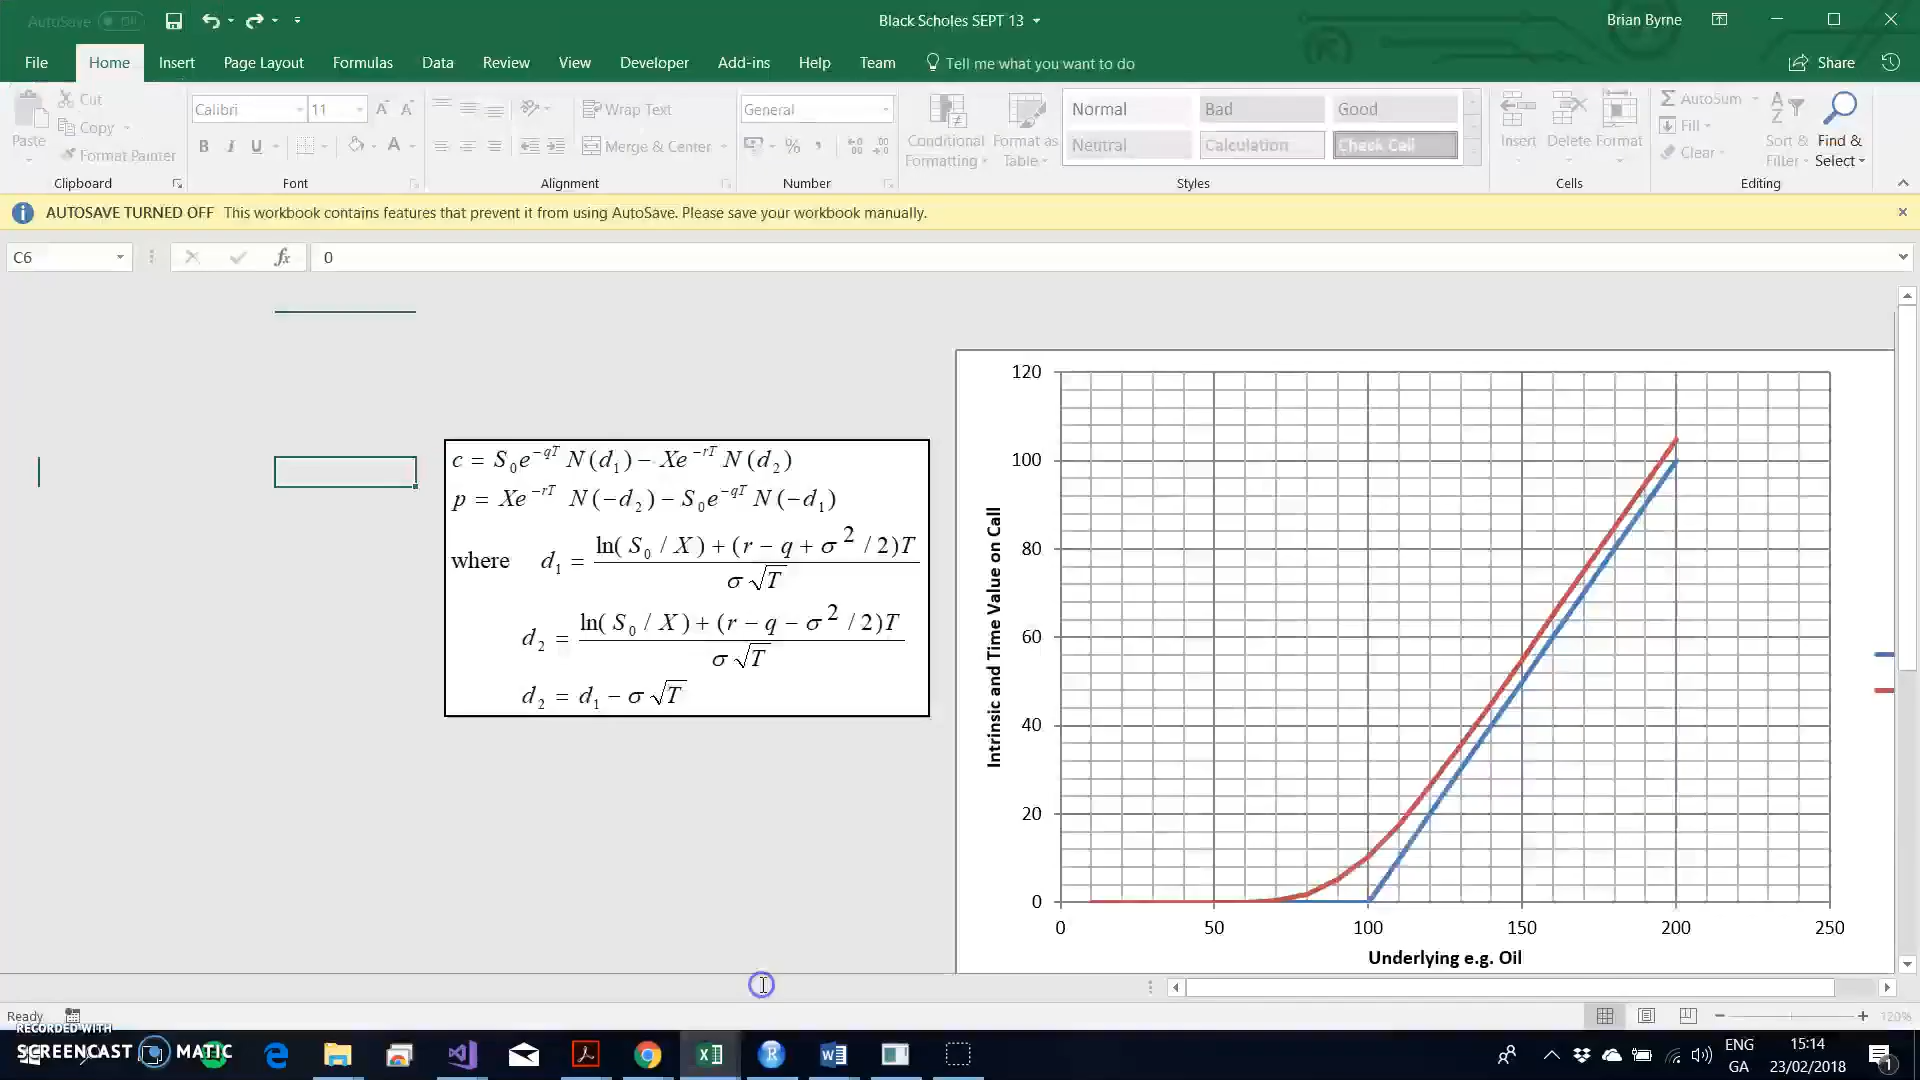 AutoSave Off
Black Scholes SEPT 13
Brian Byrne
File Home Insert Page Layout Formulas Data Review View Developer Add-ins Help Team Tell me what you want to do Share
Paste
Cut
Copy
Format Painter
Clipboard
Calibri 11
B I U
Font
Wrap Text
Merge & Center
Alignment
General
Number
Conditional Formatting
Format as Table
Normal Bad Good
Neutral Calculation Check Cell
Styles
Insert Delete Format
Cells
AutoSum
Fill
Clear
Sort & Filter
Find & Select
Editing
AUTOSAVE TURNED OFF This workbook contains features that prevent it from using AutoSave. Please save your workbook manually.
C6
fx
0
c = S₀e^{-qT} N(d₁) − Xe^{-rT} N(d₂)
p = Xe^{-rT} N(−d₂) − S₀e^{-qT} N(−d₁)
where d₁ = ln(S₀ / X) + (r − q + σ² / 2)T
σ√T
d₂ = ln(S₀ / X) + (r − q − σ² / 2)T
σ√T
d₂ = d₁ − σ√T
Intrinsic and Time Value on Call
120
100
80
60
40
20
0
0 50 100 150 200 250
Underlying e.g. Oil
Ready
120%
RECORDED WITH
SCREENCAST MATIC
ENG
GA
15:14
23/02/2018
1